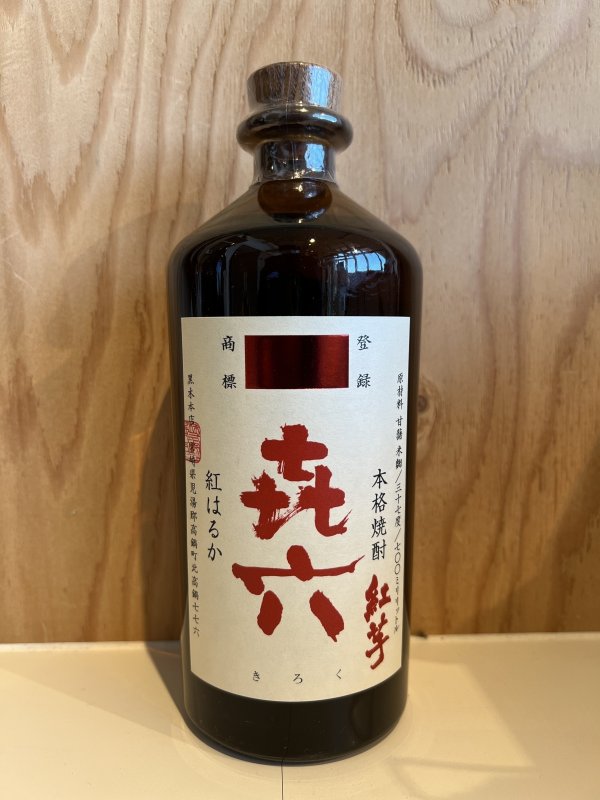 原材料 甘藷 米麹/三十七度/七〇〇ミリリットル
登録
商標
本格焼酎
紅芋
㐂六
きろく
紅はるか
黒木本店 宮崎県児湯郡高鍋町北高鍋七七六